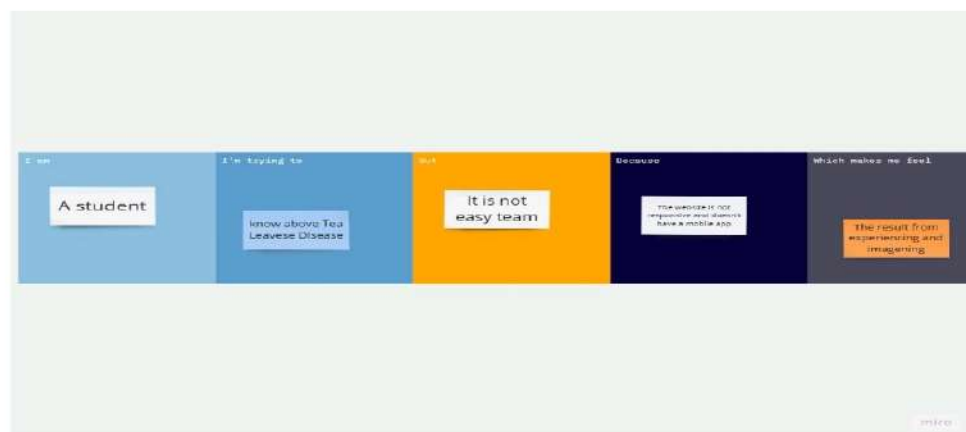 I am
A student
I'm trying to
know above Tea
Leavese Disease
But
It is not
easy team
Because
The website is not
responsive and doesn't
have a mobile app
Which makes me feel
The result from
experiencing and
imagening
miro